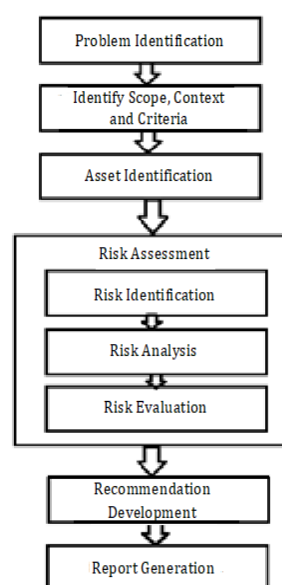 Problem Identification
Identify Scope, Context
and Criteria
Asset Identification
Risk Assessment
Risk Identification
Risk Analysis
Risk Evaluation
Recommendation
Development
Report Generation